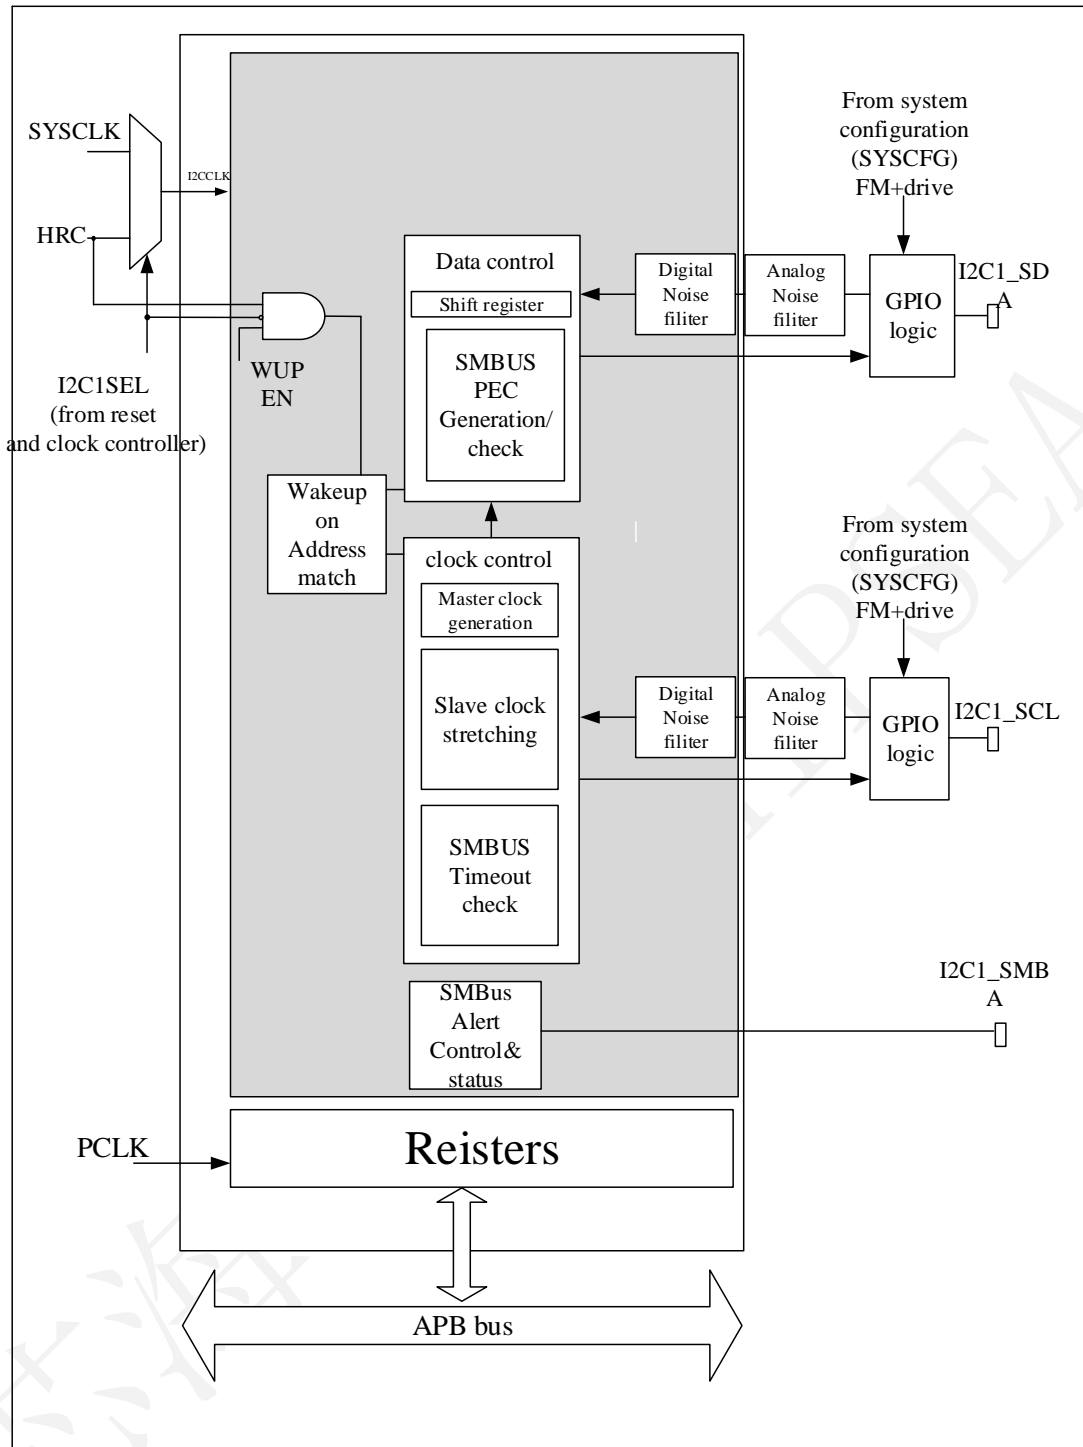 SYSCLK
I2CCLK
HRC
I2C1SEL
(from reset
and clock controller)
WUP
EN
Wakeup
on
Address
match
Data control
Shift register
SMBUS
PEC
Generation/
check
clock control
Master clock
generation
Slave clock
stretching
SMBUS
Timeout
check
SMBus
Alert
Control&
status
Digital
Noise
filiter
Analog
Noise
filiter
From system
configuration
(SYSCFG)
FM+drive
GPIO
logic
I2C1_SD
A
Digital
Noise
filiter
Analog
Noise
filiter
From system
configuration
(SYSCFG)
FM+drive
GPIO
logic
I2C1_SCL
I2C1_SMB
A
PCLK
Reisters
APB bus